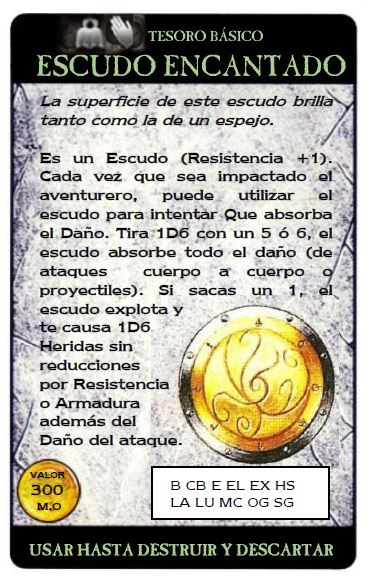 TESORO BÁSICO
ESCUDO ENCANTADO
La superficie de este escudo brilla
tanto como la de un espejo.
Es un Escudo (Resistencia +1).
Cada vez que sea impactado el
aventurero, puede utilizar el
escudo para intentar Que absorba
el Daño. Tira 1D6 con un 5 ó 6, el
escudo absorbe todo el daño (de
ataques cuerpo a cuerpo o
proyectiles). Si sacas un 1, el
escudo explota y
te causa 1D6
Heridas sin
reducciones
por Resistencia
o Armadura
además del
Daño del ataque.
VALOR
300
M.O
B CB E EL EX HS
LA LU MC OG SG
USAR HASTA DESTRUIR Y DESCARTAR